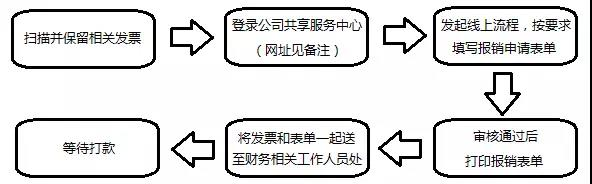 扫描并保留相关发票
登录公司共享服务中心
（网址见备注）
发起线上流程，按要求
填写报销申请表单
审核通过后
打印报销表单
将发票和表单一起送
至财务相关工作人员处
等待打款